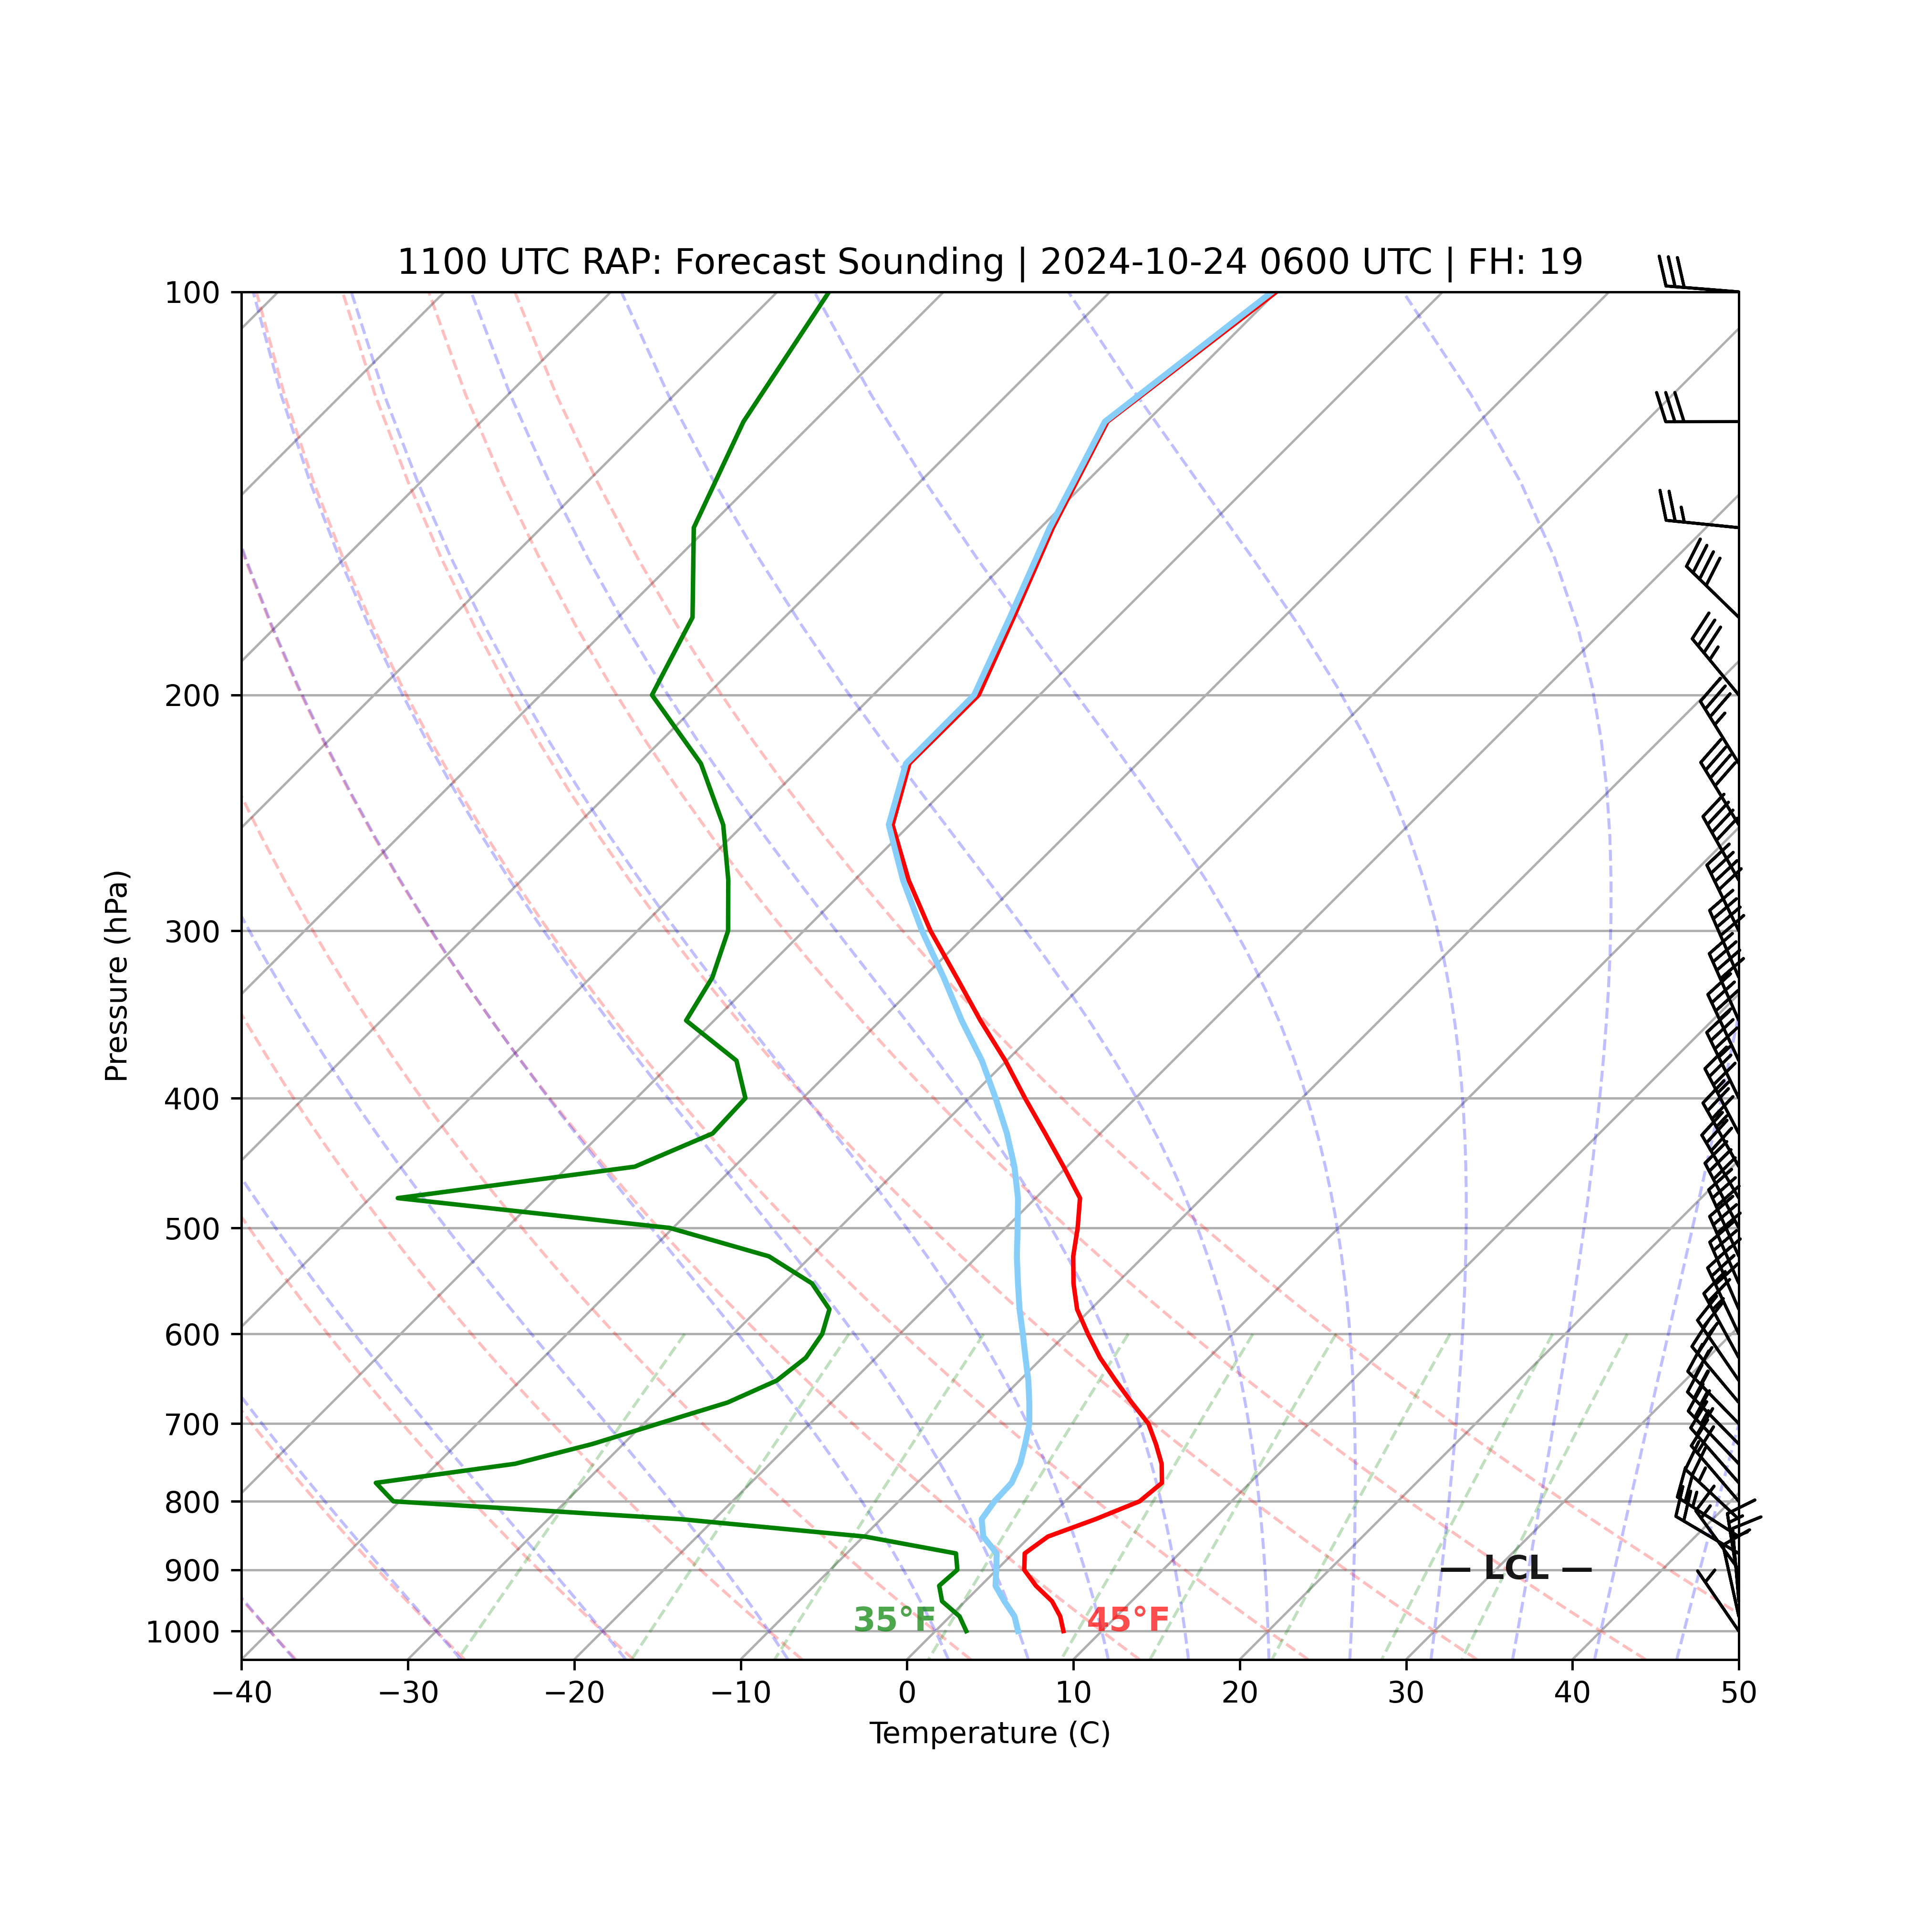 1100 UTC RAP: Forecast Sounding | 2024-10-24 0600 UTC | FH: 19
100
200
300
400
500
600
700
800
900
1000
Pressure (hPa)
— LCL —
35°F
45°F
−40 −30 −20 −10 0 10 20 30 40 50
Temperature (C)